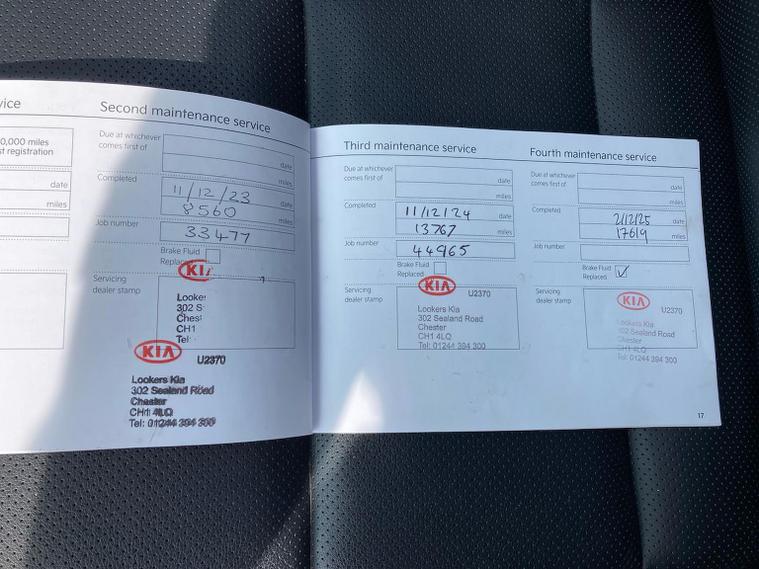 vice
0,000 miles
st registration
date
miles
Second maintenance service
Due at whichever
comes first of
date
miles
Completed
11/12/23
date
8560
miles
Job number
33477
Brake Fluid
Replaced
KIA
Servicing
dealer stamp
Looke
302 S
Chest
CH1
Tel:
KIA
U2370
Lookers Kia
302 Sealand Road
Chester
CH1 4LQ
Tel: 01244 394 300
Third maintenance service
Due at whichever
comes first of
date
miles
Completed
11/12/24
date
13767
miles
Job number
44965
Brake Fluid
Replaced
KIA
U2370
Servicing
dealer stamp
Lookers Kia
302 Sealand Road
Chester
CH1 4LQ
Tel: 01244 394 300
Fourth maintenance service
Due at whichever
comes first of
date
miles
Completed
2/12/25
date
17619
miles
Job number
Brake Fluid
Replaced
KIA
U2370
Servicing
dealer stamp
Lookers Kia
302 Sealand Road
Chester
CH1 4LQ
Tel: 01244 394 300
17